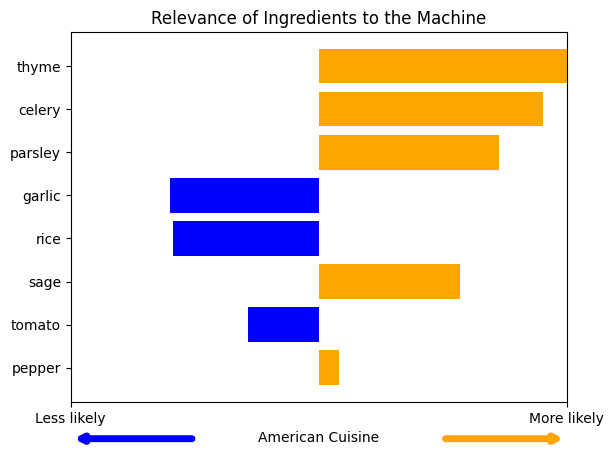 Relevance of Ingredients to the Machine
thyme
celery
parsley
garlic
rice
sage
tomato
pepper
Less likely
More likely
American Cuisine